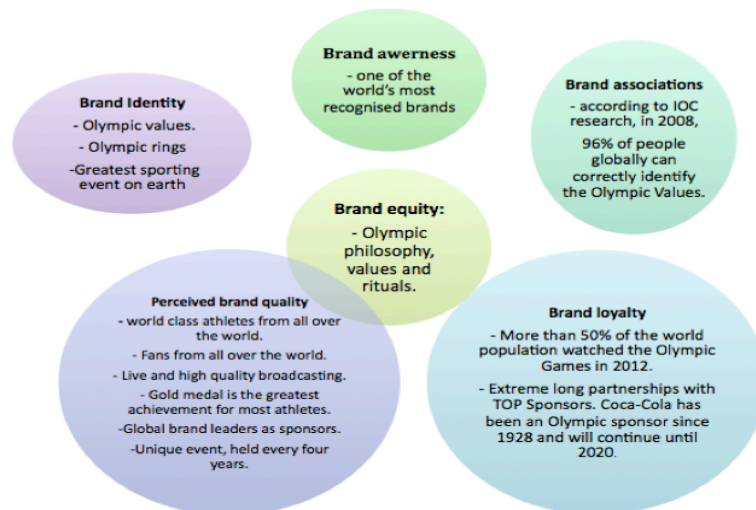 Brand awerness
- one of the
world's most
recognised brands
Brand Identity
- Olympic values.
- Olympic rings
-Greatest sporting
event on earth
Brand associations
- according to IOC
research, in 2008,
96% of people
globally can
correctly identify
the Olympic Values.
Brand equity:
- Olympic
philosophy,
values and
rituals.
Perceived brand quality
- world class athletes from all over
the world.
- Fans from all over the world.
- Live and high quality broadcasting.
- Gold medal is the greatest
achievement for most athletes.
-Global brand leaders as sponsors.
-Unique event, held every four
years.
Brand loyalty
- More than 50% of the world
population watched the Olympic
Games in 2012.
- Extreme long partnerships with
TOP Sponsors. Coca-Cola has
been an Olympic sponsor since
1928 and will continue until
2020.